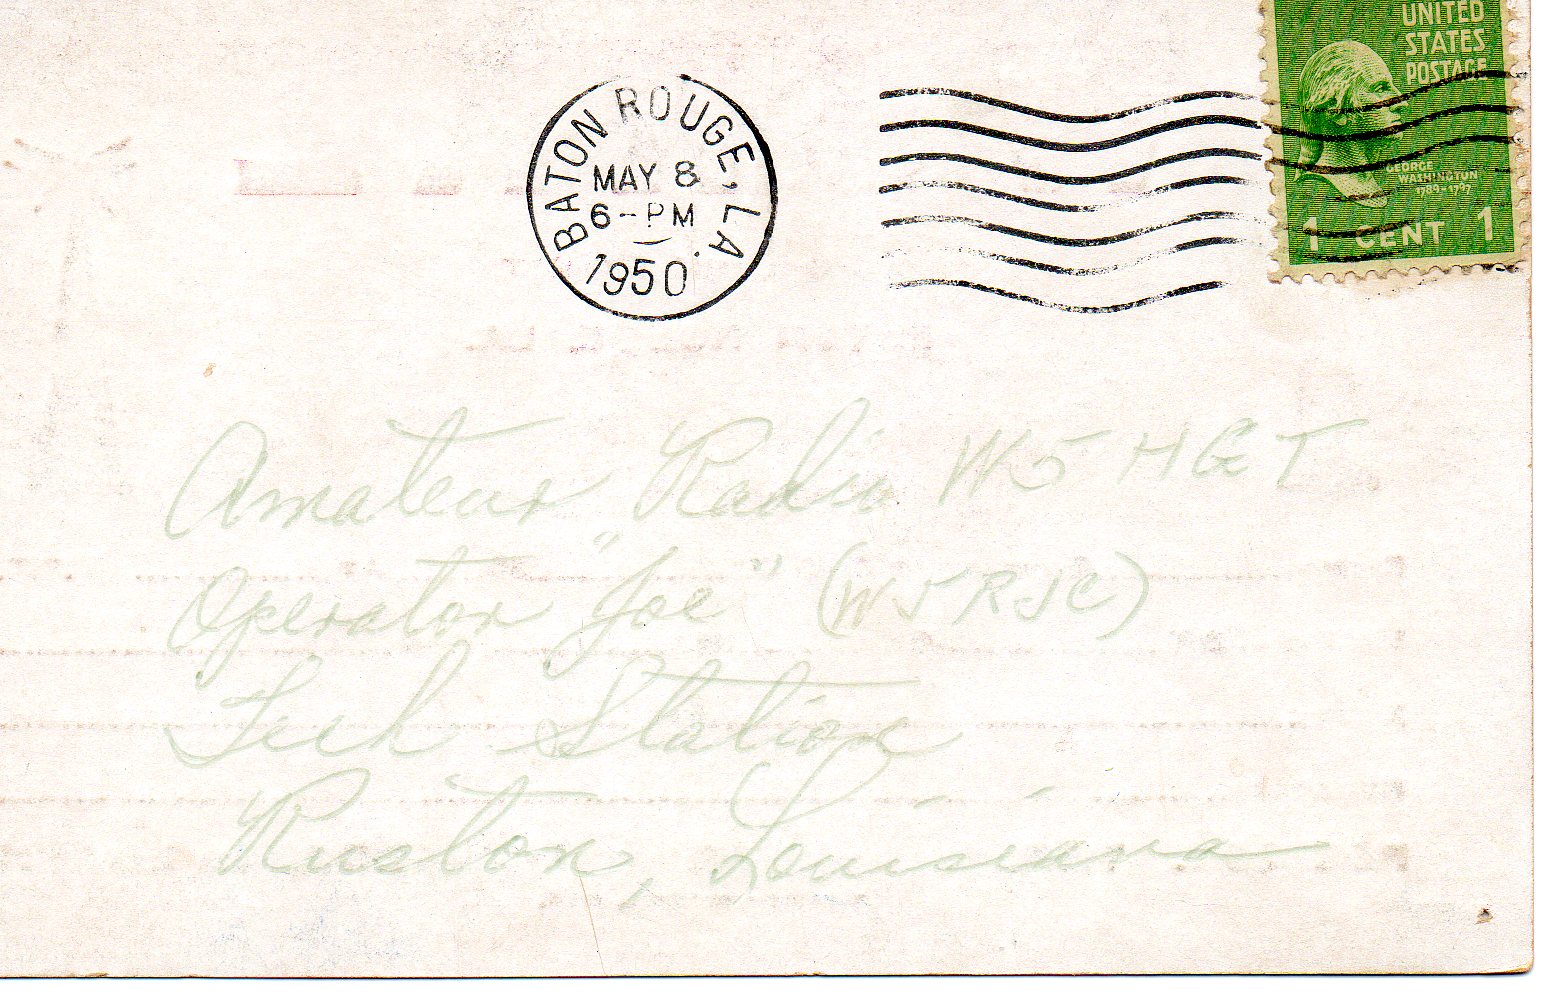 UNITED
STATES
POSTAGE
GEORGE
WASHINGTON
1789-1797
1 CENT 1
BATON ROUGE, LA.
MAY 8
6-PM
1950
Amateur Radio W5HGT
Operator "Joe" (W5RJC)
Tech Station
Ruston, Louisiana